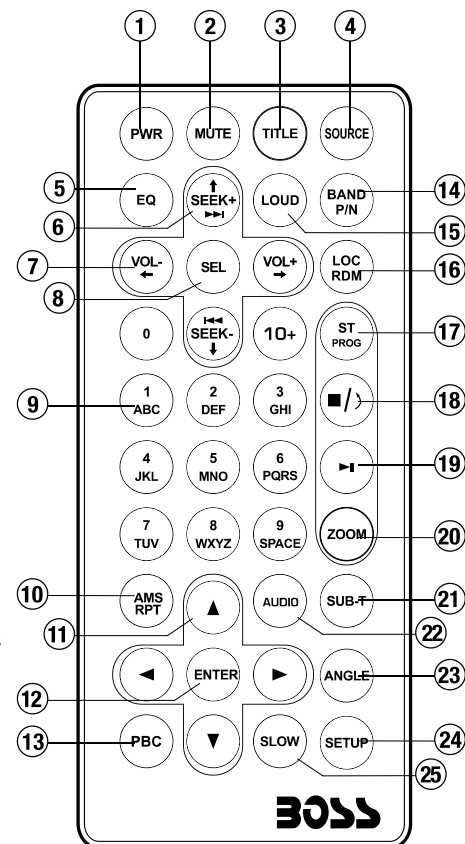 1 2 3 4
PWR MUTE TITLE SOURCE
5 EQ SEEK+ LOUD BAND P/N 14
6 15
7 VOL- SEL VOL+ LOC RDM 16
8
0 SEEK- 10+ ST PROG 17
9 1 ABC 2 DEF 3 GHI ■/ 18
4 JKL 5 MNO 6 PQRS 19
7 TUV 8 WXYZ 9 SPACE ZOOM 20
10 AMS RPT AUDIO SUB-T 21
11 22
12 ENTER ANGLE 23
13 PBC SLOW SETUP 24
25
BOSS